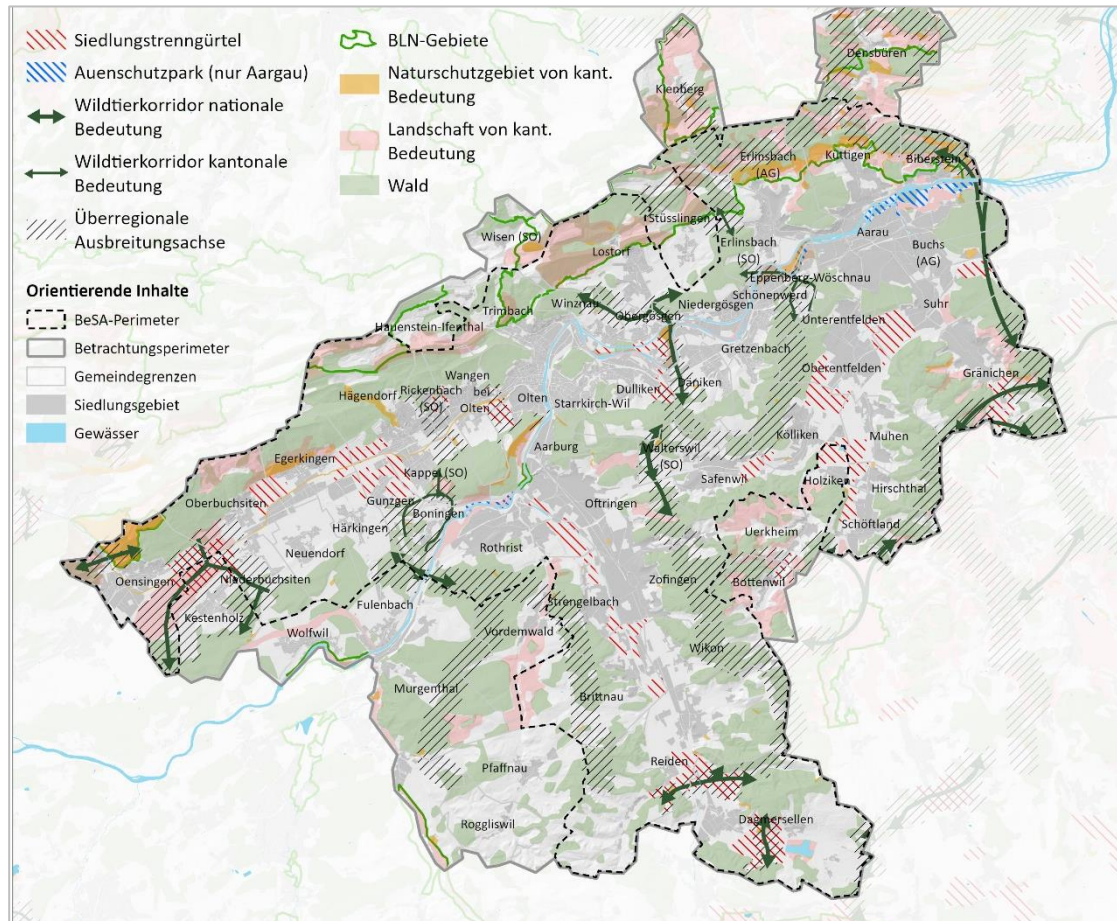 Siedlungstrenngürtel
Auenschutzpark (nur Aargau)
Wildtierkorridor nationale
Bedeutung
Wildtierkorridor kantonale
Bedeutung
Überregionale
Ausbreitungsachse
BLN-Gebiete
Naturschutzgebiet von kant.
Bedeutung
Landschaft von kant.
Bedeutung
Wald
Orientierende Inhalte
BeSA-Perimeter
Betrachtungsperimeter
Gemeindegrenzen
Siedlungsgebiet
Gewässer
Densbüren
Kienberg
Erlinsbach
(AG)
Küttigen
Biberstein
Stüsslingen
Wisen (SO)
Lostorf
Erlinsbach
(SO)
Aarau
Buchs
(AG)
Eppenberg-Wöschnau
Schönenwerd
Trimbach
Winznau
Obergösgen
Niedergösgen
Suhr
Unterentfelden
Hauenstein-Ifenthal
Gretzenbach
Oberentfelden
Gränichen
Wangen
bei
Olten
Rickenbach
(SO)
Hägendorf
Olten
Starrkirch-Wil
Dulliken
Däniken
Kölliken
Muhen
Aarburg
Walterswil
(SO)
Safenwil
Holziken
Hirschthal
Egerkingen
Kappel (SO)
Oberbuchsiten
Gunzgen
Boningen
Oftringen
Uerkheim
Schöftland
Härkingen
Rothrist
Neuendorf
Zofingen
Bottenwil
Oensingen
Niederbuchsiten
Kestenholz
Fulenbach
Strengelbach
Wolfwil
Vordemwald
Wikon
Murgenthal
Brittnau
Pfaffnau
Reiden
Roggliswil
Dagmersellen